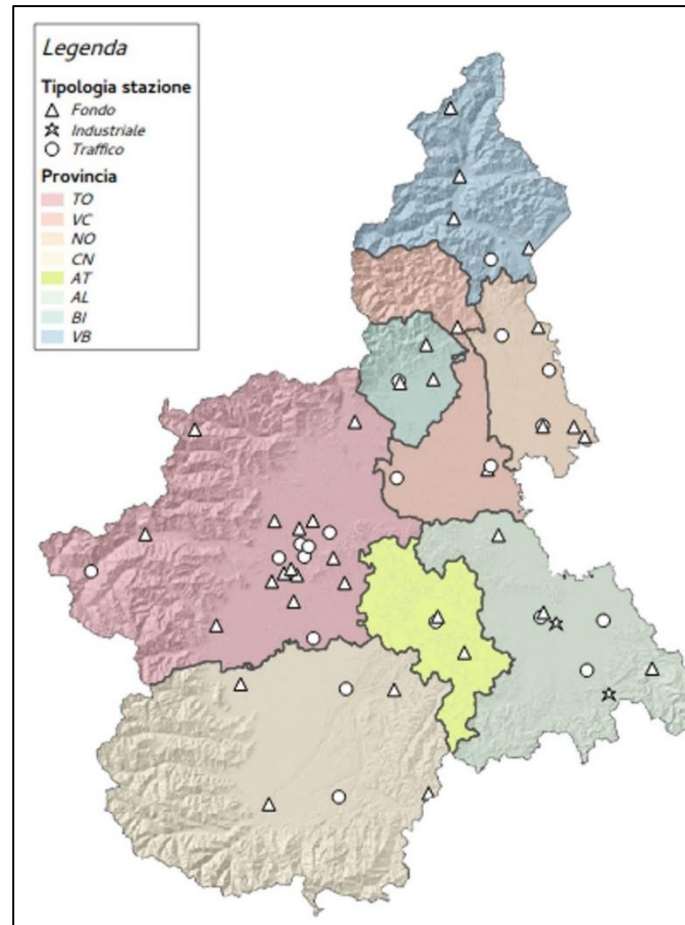 Legenda
Tipologia stazione
Fondo
Industriale
Traffico
Provincia
TO
VC
NO
CN
AT
AL
BI
VB